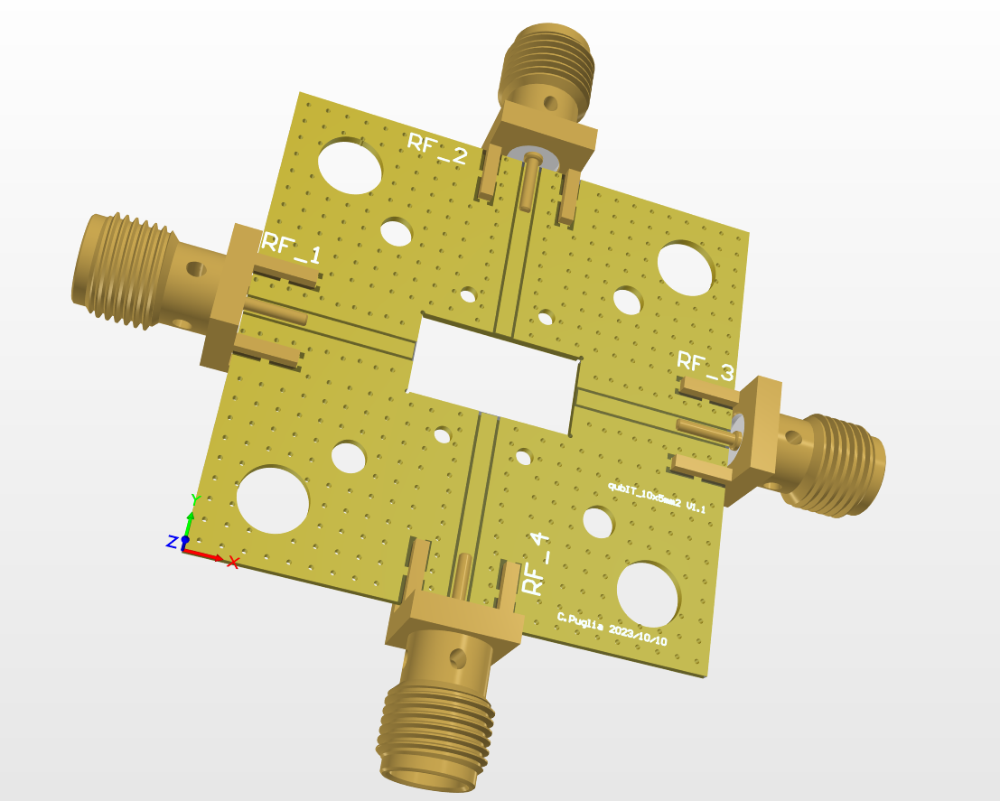 RF_2
RF_1
RF_3
qubIT_10x5mm2 V1.1
RF_4
C.Puglia 2023/10/10
Y
Z
X